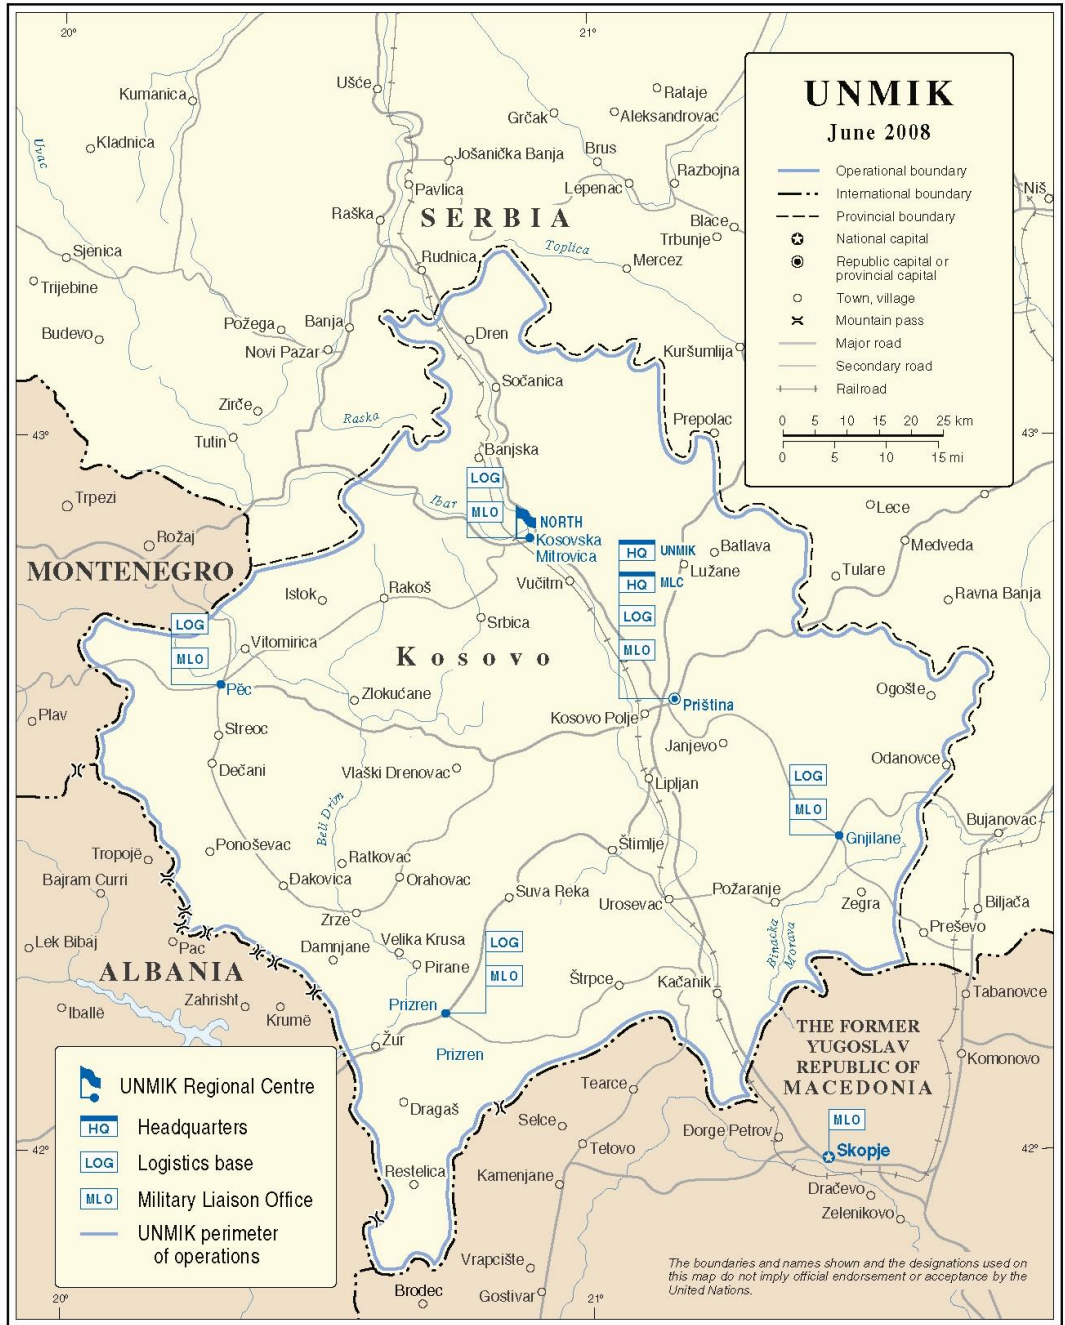 20°
21°
UNMIK
June 2008
Operational boundary
International boundary
Provincial boundary
National capital
Republic capital or
provincial capital
Town, village
Mountain pass
Major road
Secondary road
Railroad
0 5 10 15 20 25 km
0 5 10 15 mi
Ušće
Kumanica
Rataje
Grčak
Aleksandrovac
Kladnica
Uvac
Brus
Jošanička Banja
Razbojna
Lepenac
Pavlica
Niš
Raška
SERBIA
Blace
Trbunje
Toplica
Sjenica
Rudnica
Mercez
Trijebine
Požega
Banja
Budevo
Dren
Novi Pazar
Kuršumlija
Sočanica
Zirče
Raska
Prepolac
43°
Tutin
43°
Banjska
LOG
Trpezi
Ibar
MLO
NORTH
Lece
Rožaj
Kosovska
Mitrovica
HQ UNMIK
Batlava
Medveda
MONTENEGRO
Lužane
Vučitrn
HQ MLC
Tulare
Istok
Rakoš
Ravna Banja
LOG
Srbica
LOG
Vitomirica
MLO
MLO
Kosovo
Pěc
Zlokućane
Ogošte
Priština
Plav
Kosovo Polje
Streoc
Janjevo
Dečani
Vlaški Drenovac
Odanovce
Lipljan
LOG
MLO
Beli Drim
Bujanovac
Gnjilane
Štimlje
Ponoševac
Tropojë
Ratkovac
Bajram Curri
Ðakovica
Orahovac
Suva Reka
Požaranje
Urosevac
Zegra
Biljača
Zrze
Preševo
Lek Bibaj
Pac
Damnjane
Velika Krusa
LOG
Binacka
Morava
ALBANIA
Pirane
MLO
Štrpce
Kačanik
Iballë
Zahrisht
Krumë
Prizren
Tabanovce
THE FORMER
YUGOSLAV
REPUBLIC OF
MACEDONIA
Žur
Prizren
Komonovo
UNMIK Regional Centre
Tearce
Dragaš
HQ Headquarters
Selce
MLO
Ðorge Petrov
LOG Logistics base
42°
Tetovo
Skopje
42°
Restelica
Kamenjane
MLO Military Liaison Office
Dračevo
Zelenikovo
UNMIK perimeter
of operations
Vrapcište
Brodec
Gostivar
The boundaries and names shown and the designations used on
this map do not imply official endorsement or acceptance by the
United Nations.
20°
21°